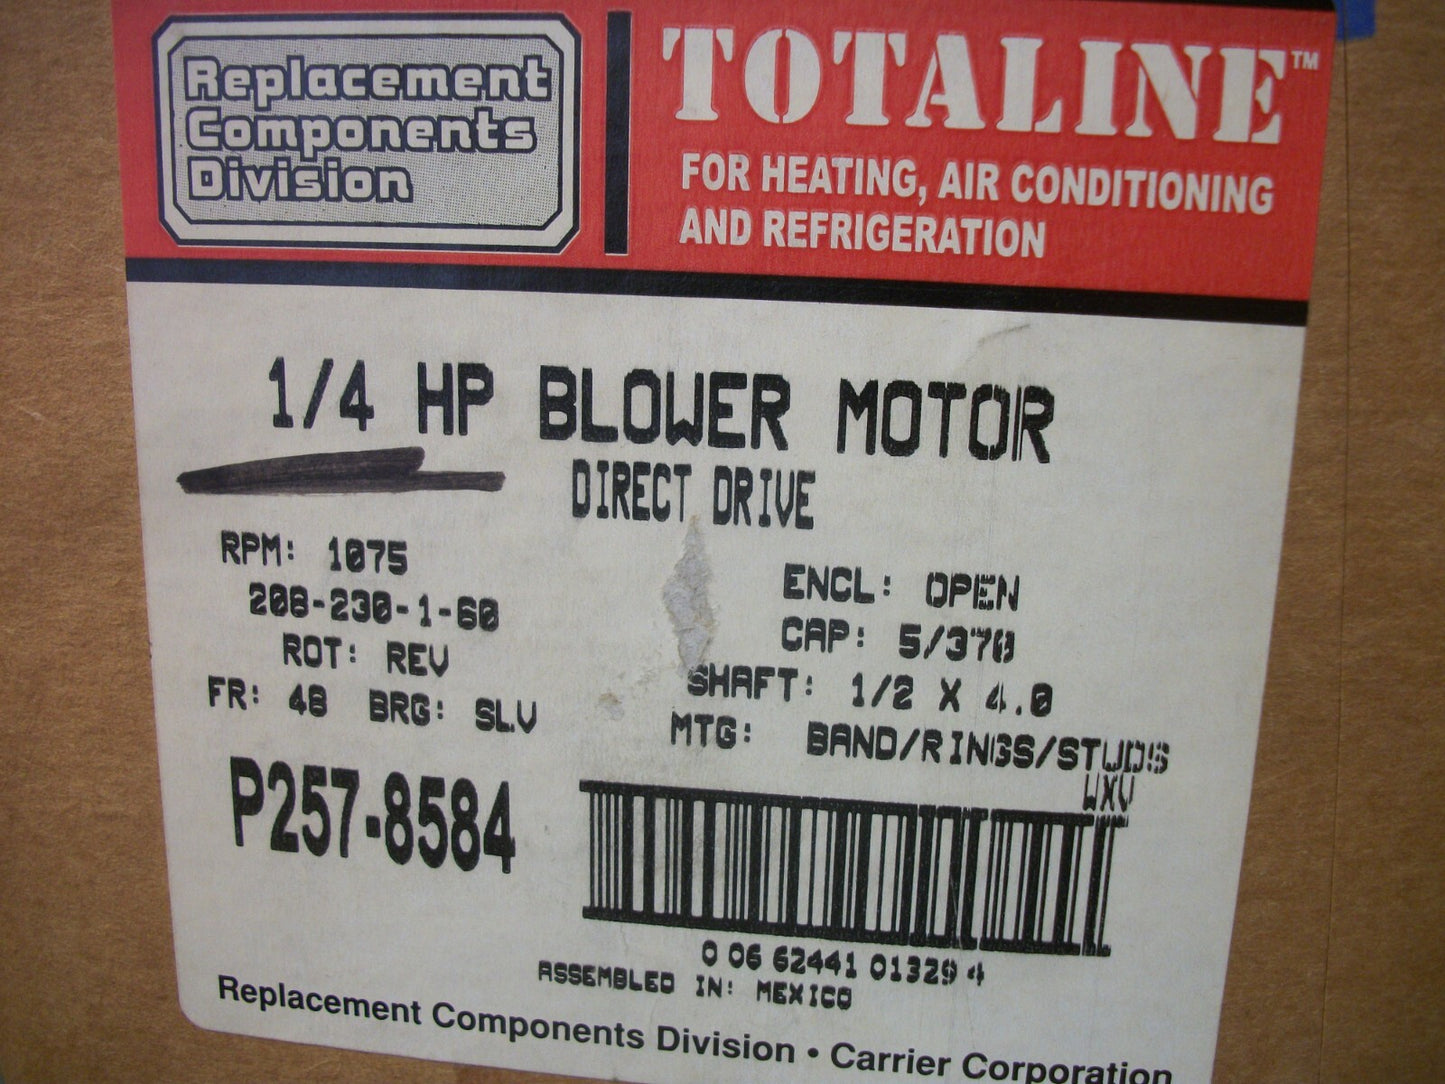 Replacement
Components
Division
TOTALINE™
FOR HEATING, AIR CONDITIONING
AND REFRIGERATION
1/4 HP BLOWER MOTOR
DIRECT DRIVE
RPM: 1075
208-230-1-60
ROT: REV
FR: 48 BRG: SLV
ENCL: OPEN
CAP: 5/370
SHAFT: 1/2 X 4.0
MTG: BAND/RINGS/STUDS
WXV
P257-8584
0 06 62441 01329 4
ASSEMBLED IN: MEXICO
Replacement Components Division • Carrier Corporation